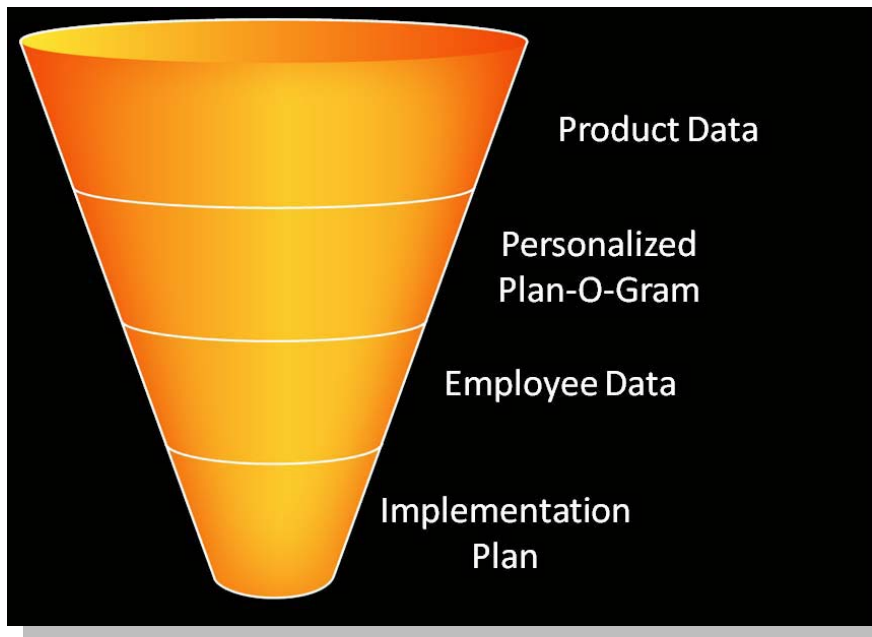 Product Data
Personalized
Plan-O-Gram
Employee Data
Implementation
Plan